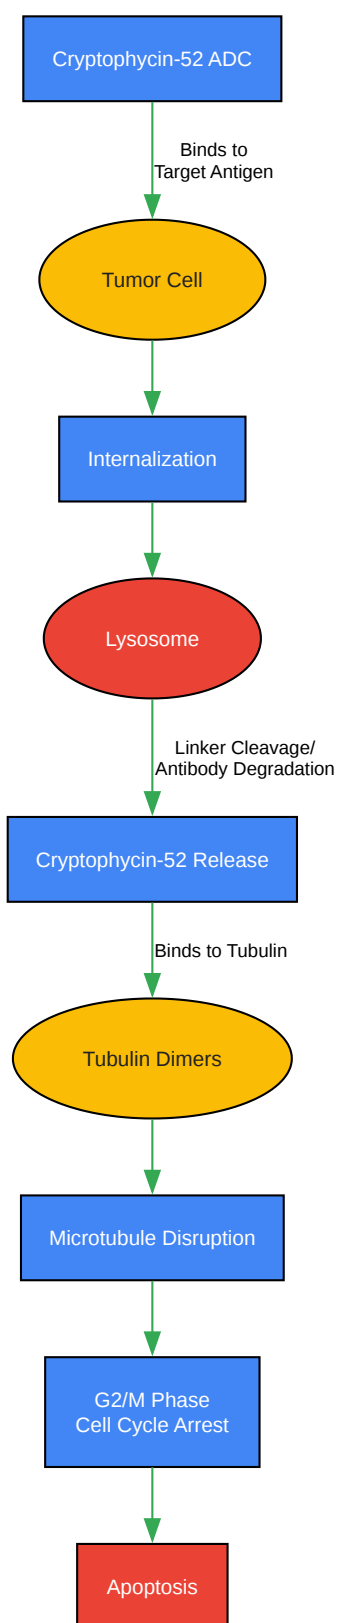 Cryptophycin-52 ADC
Binds to
Target Antigen
Tumor Cell
Internalization
Lysosome
Linker Cleavage/
Antibody Degradation
Cryptophycin-52 Release
Binds to Tubulin
Tubulin Dimers
Microtubule Disruption
G2/M Phase
Cell Cycle Arrest
Apoptosis